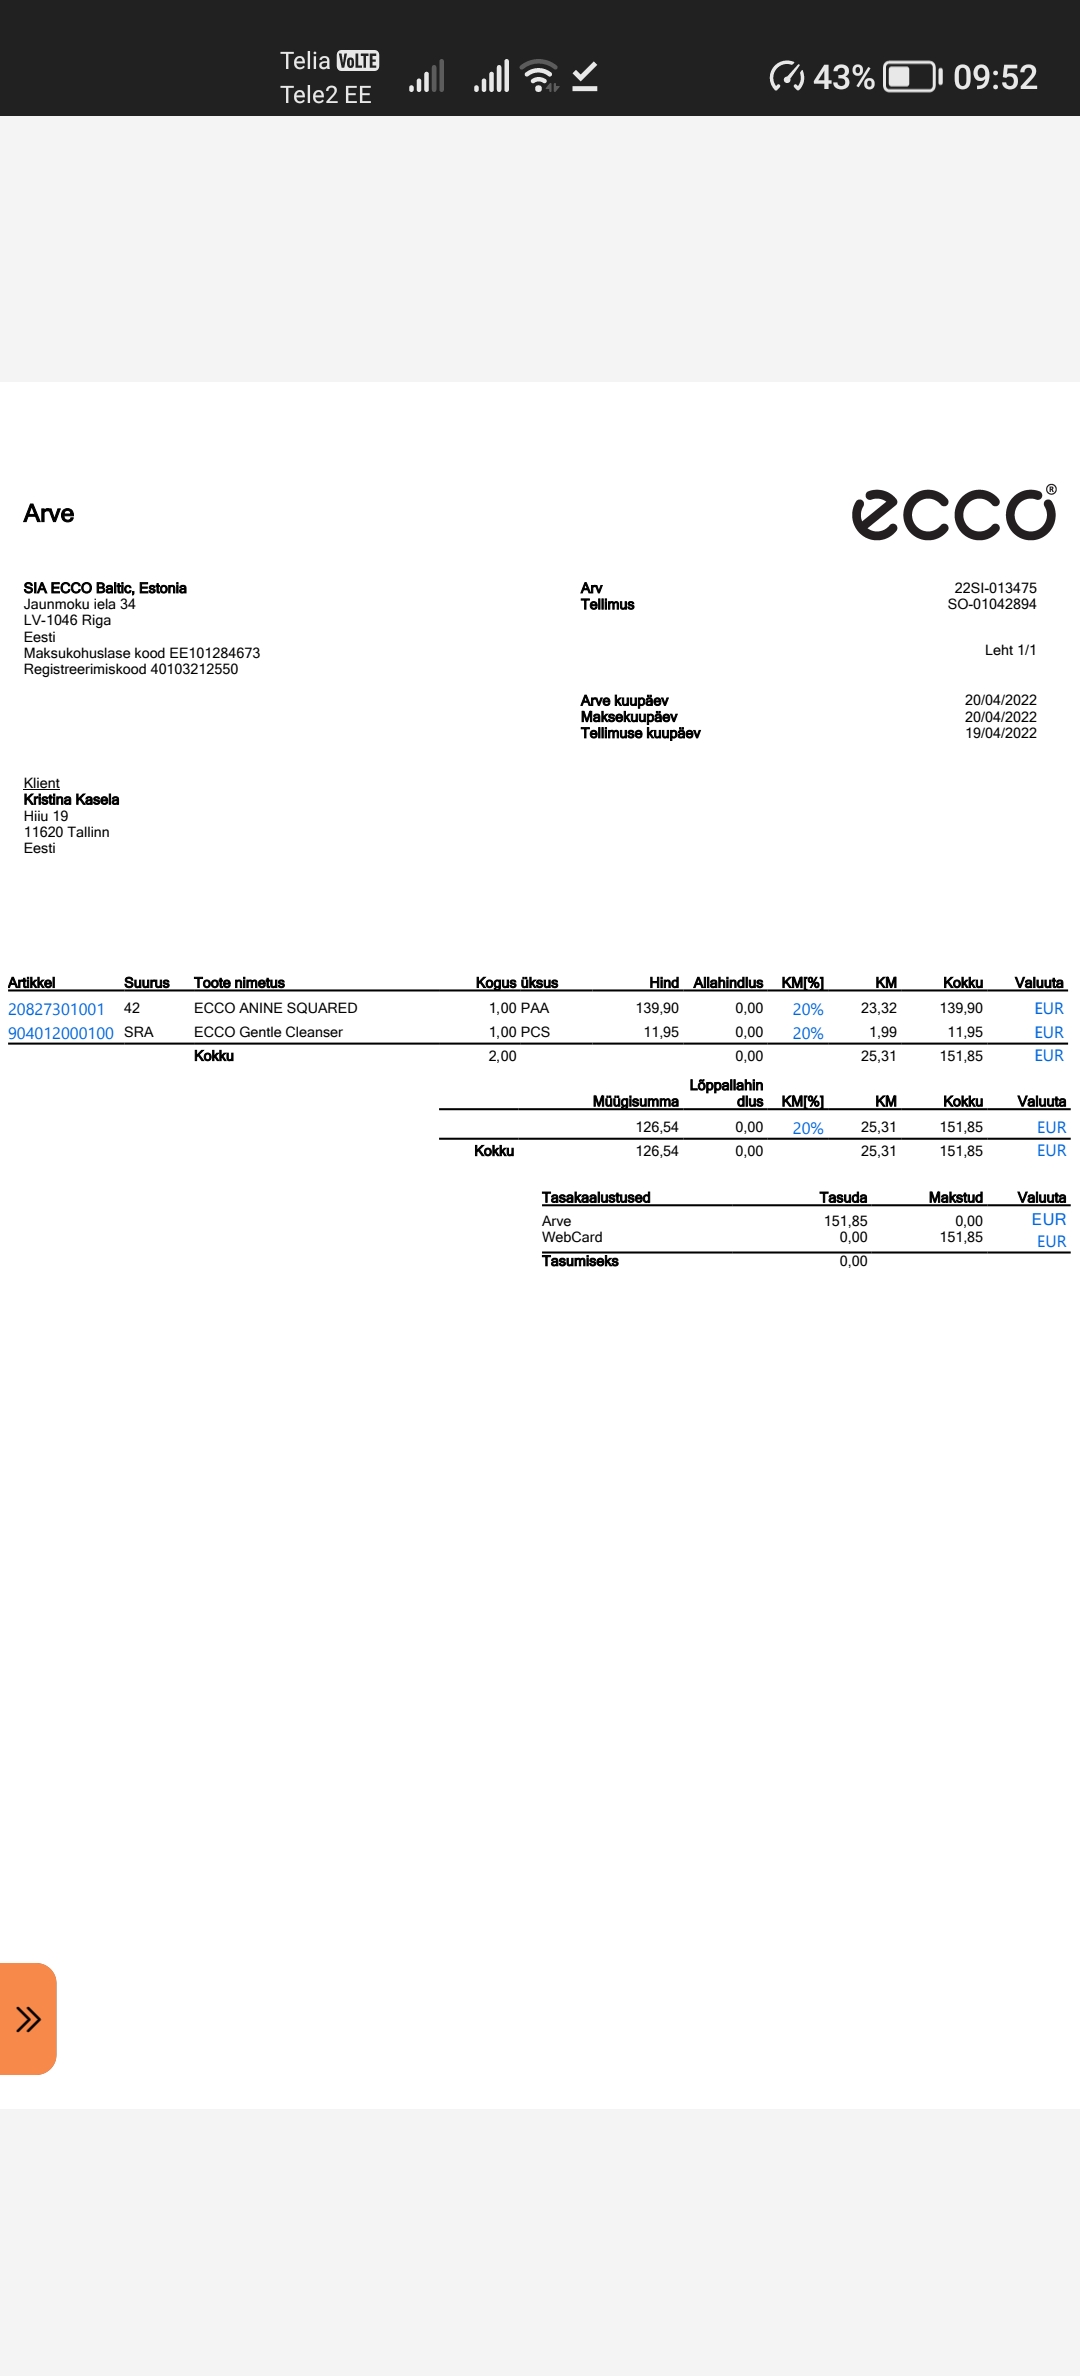 Telia VoLTE
Tele2 EE
43% 09:52
Arve
ecco®
SIA ECCO Baltic, Estonia
Jaunmoku iela 34
LV-1046 Riga
Eesti
Maksukohuslase kood EE101284673
Registreerimiskood 40103212550
Arv 22SI-013475
Tellimus SO-01042894
Leht 1/1
Arve kuupäev 20/04/2022
Maksekuupäev 20/04/2022
Tellimuse kuupäev 19/04/2022
Klient
Kristina Kasela
Hiiu 19
11620 Tallinn
Eesti
Artikkel Suurus Toote nimetus Kogus üksus Hind Allahindlus KM[%] KM Kokku Valuuta
20827301001 42 ECCO ANINE SQUARED 1,00 PAA 139,90 0,00 20% 23,32 139,90 EUR
904012000100 SRA ECCO Gentle Cleanser 1,00 PCS 11,95 0,00 20% 1,99 11,95 EUR
Kokku 2,00 0,00 25,31 151,85 EUR
Lõppallahin
Müügisumma dlus KM[%] KM Kokku Valuuta
126,54 0,00 20% 25,31 151,85 EUR
Kokku 126,54 0,00 25,31 151,85 EUR
Tasakaalustused Tasuda Makstud Valuuta
Arve 151,85 0,00 EUR
WebCard 0,00 151,85 EUR
Tasumiseks 0,00